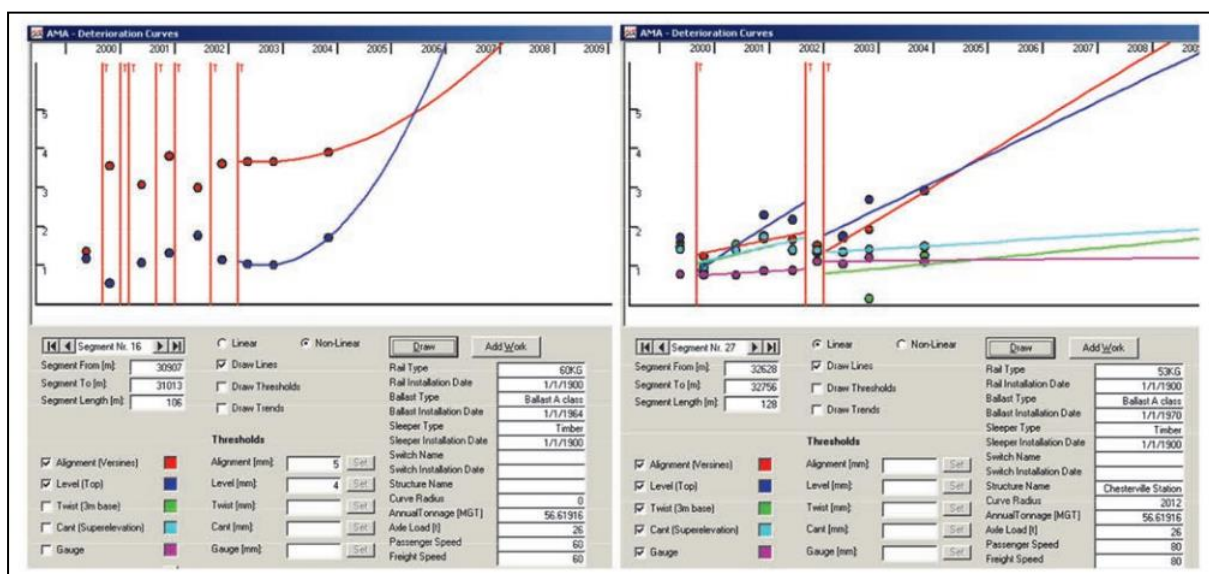 AMA - Deterioration Curves
2000 2001 2002 2003 2004 2005 2006 2007 2008 2009
T T T T T T T
5
4
3
2
1
Segment Nr. 16
Segment From [m]: 30907
Segment To [m]: 31013
Segment Length [m]: 106
Linear Non-Linear
Draw Lines
Draw Thresholds
Draw Trends
Draw Add Work
Rail Type 60KG
Rail Installation Date 1/1/1900
Ballast Type Ballast A class
Ballast Installation Date 1/1/1964
Sleeper Type Timber
Sleeper Installation Date 1/1/1900
Switch Name
Switch Installation Date
Structure Name
Curve Radius 0
AnnualTonnage [MGT] 56.61916
Axle Load [t] 26
Passenger Speed 60
Freight Speed 60
Thresholds
Alignment (Versines) Alignment [mm]: 5 Set
Level (Top) Level [mm]: 4 Set
Twist (3m base) Twist [mm]: Set
Cant (Superelevation) Cant [mm]: Set
Gauge Gauge [mm]: Set
AMA - Deterioration Curves
2000 2001 2002 2003 2004 2005 2006 2007 2008 200
T T T
5
4
3
2
1
Segment Nr. 27
Segment From [m]: 32628
Segment To [m]: 32756
Segment Length [m]: 128
Linear Non-Linear
Draw Lines
Draw Thresholds
Draw Trends
Draw Add Work
Rail Type 53KG
Rail Installation Date 1/1/1900
Ballast Type Ballast A class
Ballast Installation Date 1/1/1970
Sleeper Type Timber
Sleeper Installation Date 1/1/1900
Switch Name
Switch Installation Date
Structure Name Chesterville Station
Curve Radius 2012
AnnualTonnage [MGT] 56.61916
Axle Load [t] 26
Passenger Speed 80
Freight Speed 80
Thresholds
Alignment (Versines) Alignment [mm]: Set
Level (Top) Level [mm]: Set
Twist (3m base) Twist [mm]: Set
Cant (Superelevation) Cant [mm]: Set
Gauge Gauge [mm]: Set